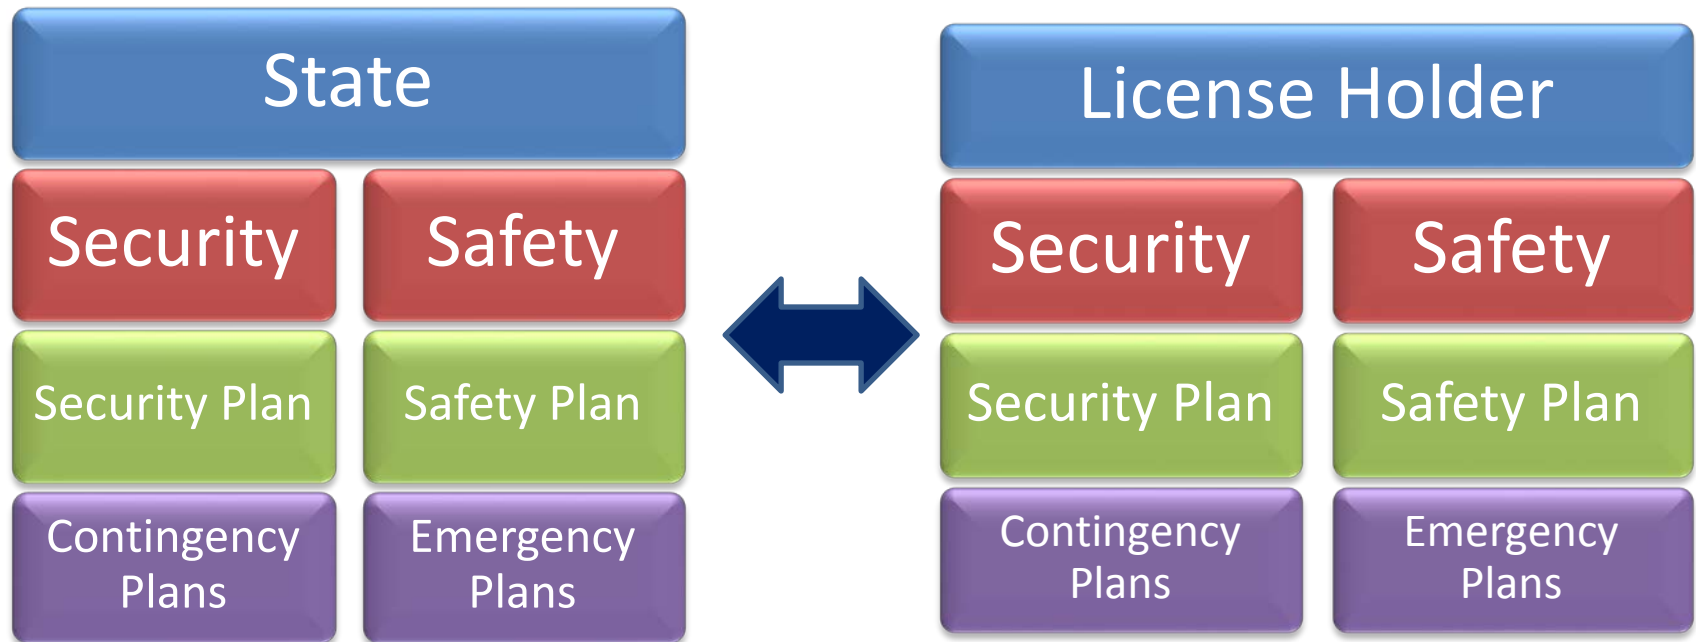 State
Security
Safety
Security Plan
Safety Plan
Contingency
Plans
Emergency
Plans
License Holder
Security
Safety
Security Plan
Safety Plan
Contingency
Plans
Emergency
Plans